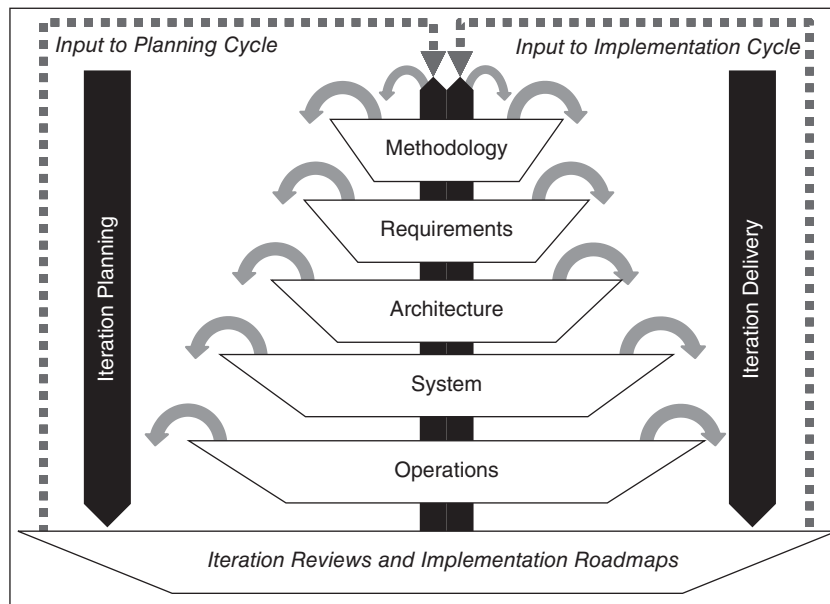 Input to Planning Cycle
Input to Implementation Cycle
Methodology
Requirements
Architecture
System
Operations
Iteration Planning
Iteration Delivery
Iteration Reviews and Implementation Roadmaps